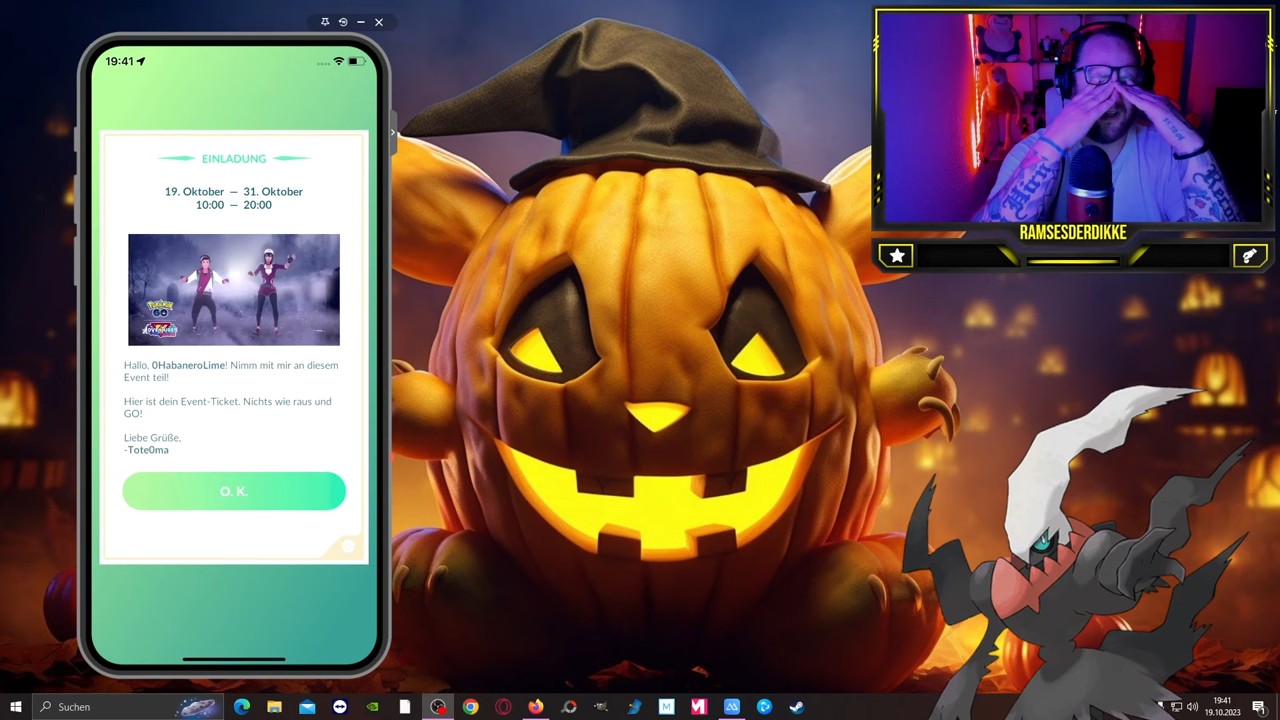 19:41
EINLADUNG
19. Oktober — 31. Oktober
10:00 — 20:00
POKÉMON
GO
Hallo, 0HabaneroLime! Nimm mit mir an diesem
Event teil!
Hier ist dein Event-Ticket. Nichts wie raus und
GO!
Liebe Grüße,
-Tote0ma
O. K.
RAMSESDERDIKKE
Suchen
19:41
19.10.2023